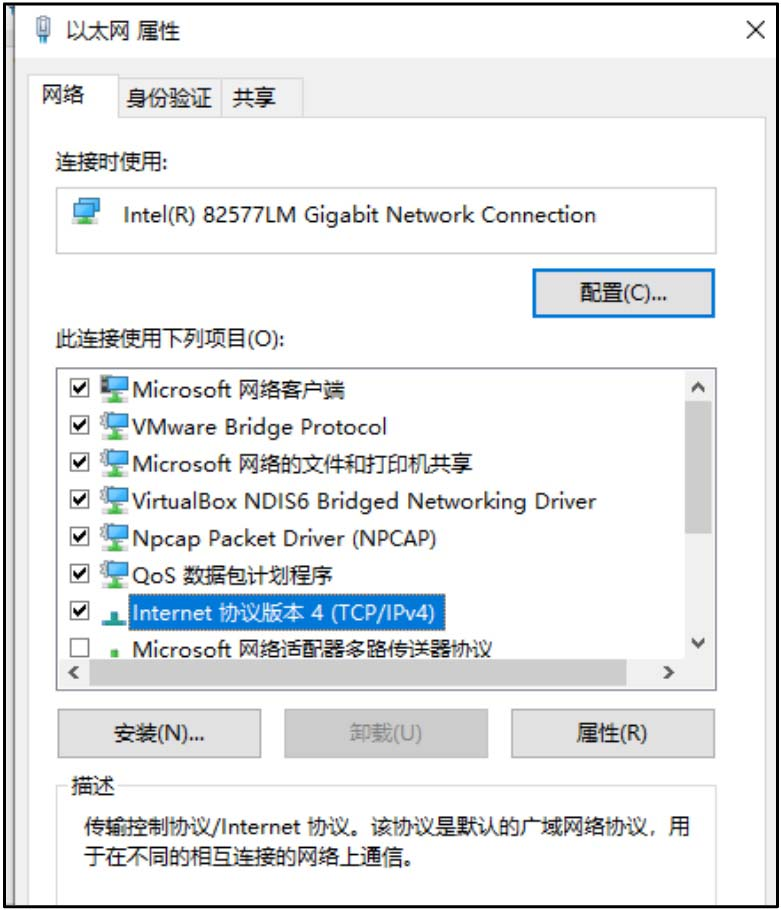 以太网 属性
网络
身份验证
共享
连接时使用:
Intel(R) 82577LM Gigabit Network Connection
配置(C)...
此连接使用下列项目(O):
Microsoft 网络客户端
VMware Bridge Protocol
Microsoft 网络的文件和打印机共享
VirtualBox NDIS6 Bridged Networking Driver
Npcap Packet Driver (NPCAP)
QoS 数据包计划程序
Internet 协议版本 4 (TCP/IPv4)
Microsoft 网络适配器多路传送器协议
安装(N)...
卸载(U)
属性(R)
描述
传输控制协议/Internet 协议。该协议是默认的广域网络协议，用
于在不同的相互连接的网络上通信。